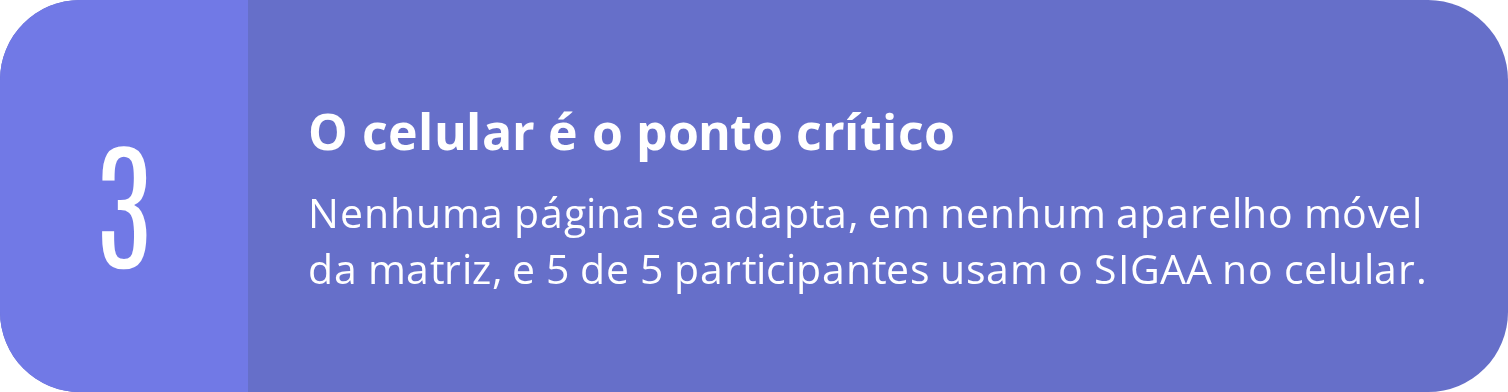 3
O celular é o ponto crítico
Nenhuma página se adapta, em nenhum aparelho móvel
da matriz, e 5 de 5 participantes usam o SIGAA no celular.